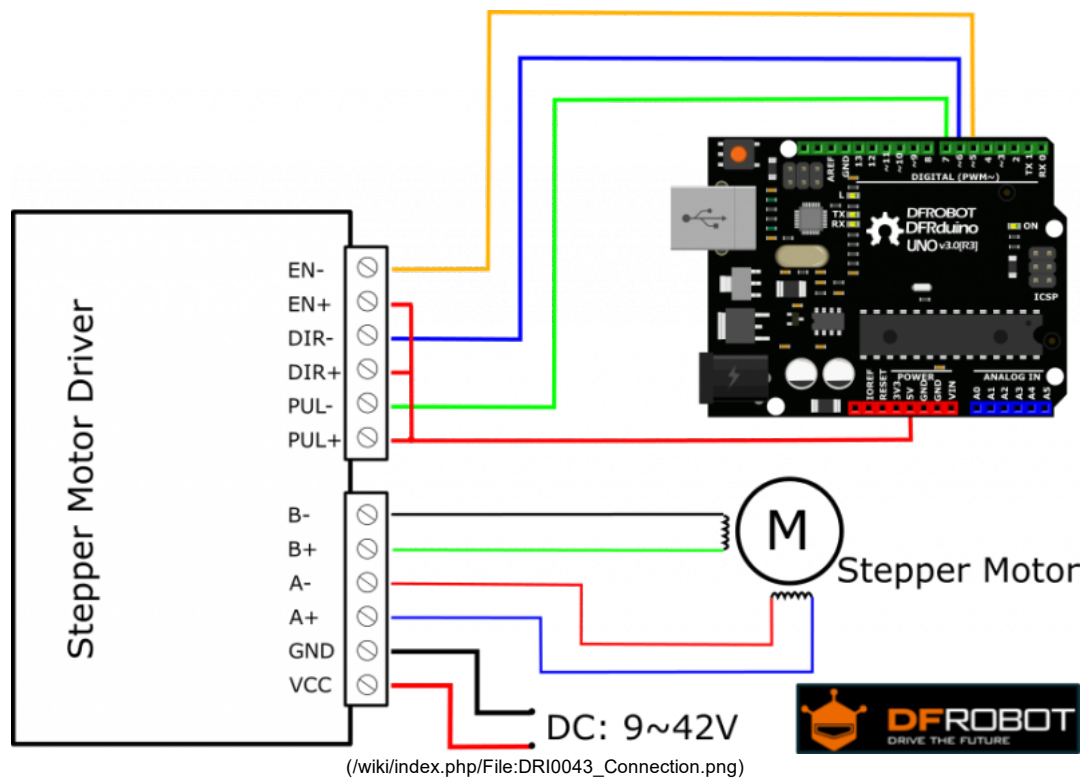 Stepper Motor Driver
EN-
EN+
DIR-
DIR+
PUL-
PUL+
B-
B+
A-
A+
GND
VCC
AREF
GND
13
12
~11
~10
~9
8
7
~6
~5
4
~3
2
TX 1
RX 0
DIGITAL (PWM~)
L
TX
RX
DFROBOT
DFRduino
UNO v3.0[R3]
ON
ICSP
POWER
ANALOG IN
IOREF
RESET
3V3
5V
GND
GND
VIN
A0
A1
A2
A3
A4
A5
M
Stepper Motor
DC: 9~42V
DFROBOT
DRIVE THE FUTURE
(/wiki/index.php/File:DRI0043_Connection.png)